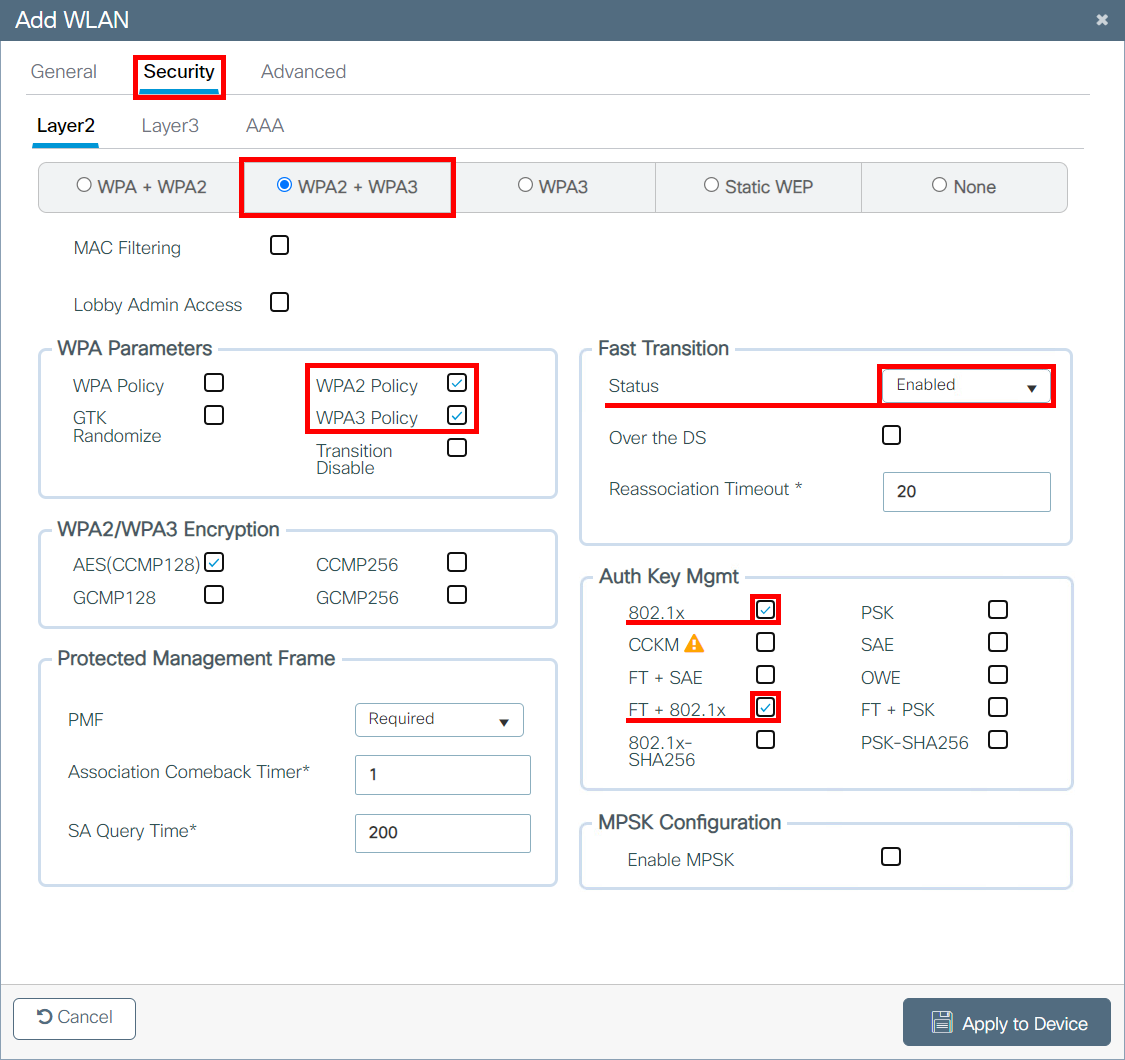 Add WLAN
General Security Advanced
Layer2 Layer3 AAA
WPA + WPA2 WPA2 + WPA3 WPA3 Static WEP None
MAC Filtering
Lobby Admin Access
WPA Parameters
WPA Policy WPA2 Policy
GTK Randomize WPA3 Policy
Transition Disable
WPA2/WPA3 Encryption
AES(CCMP128) CCMP256
GCMP128 GCMP256
Protected Management Frame
PMF Required
Association Comeback Timer* 1
SA Query Time* 200
Fast Transition
Status Enabled
Over the DS
Reassociation Timeout * 20
Auth Key Mgmt
802.1x PSK
CCKM SAE
FT + SAE OWE
FT + 802.1x FT + PSK
802.1x-SHA256 PSK-SHA256
MPSK Configuration
Enable MPSK
Cancel Apply to Device